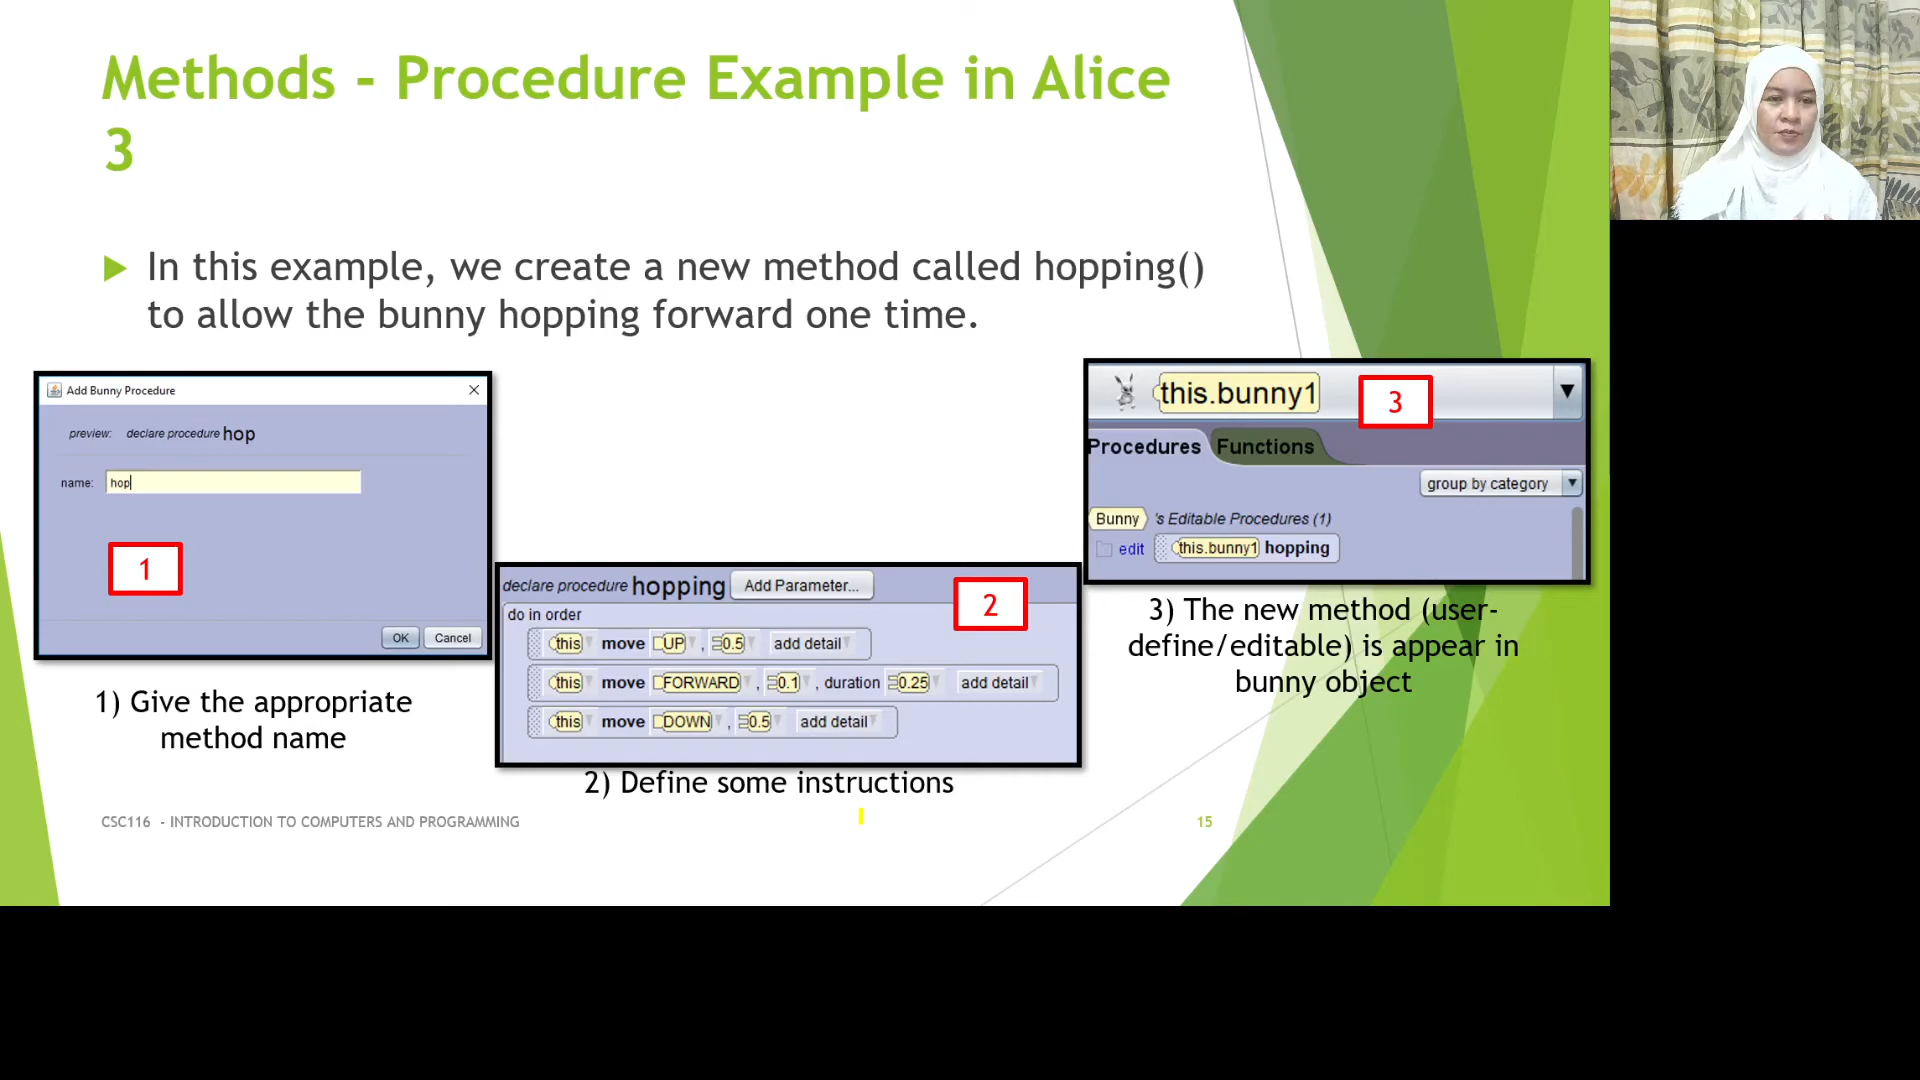 Methods - Procedure Example in Alice
3
In this example, we create a new method called hopping()
to allow the bunny hopping forward one time.
Add Bunny Procedure
preview: declare procedure hop
name: hop
1
OK Cancel
1) Give the appropriate
method name
declare procedure hopping Add Parameter...
2
do in order
this move UP , 0.5 add detail
this move FORWARD , 0.1 , duration 0.25 add detail
this move DOWN , 0.5 add detail
2) Define some instructions
this.bunny1
3
Procedures Functions
group by category
Bunny 's Editable Procedures (1)
edit this.bunny1 hopping
3) The new method (user-
define/editable) is appear in
bunny object
CSC116 - INTRODUCTION TO COMPUTERS AND PROGRAMMING
15